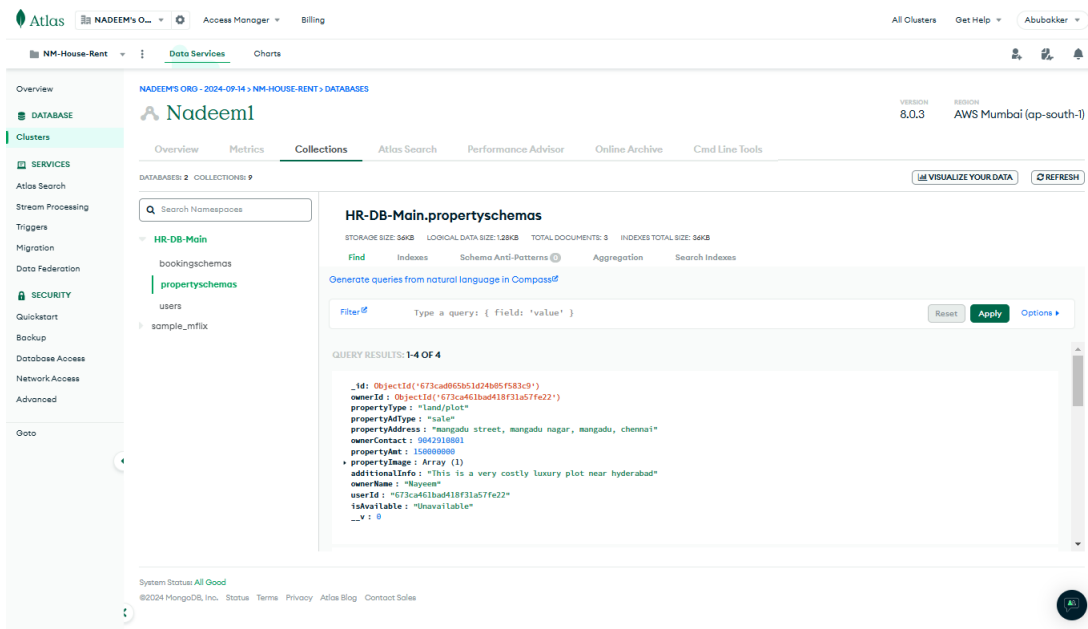 Atlas NADEEM's O... Access Manager Billing All Clusters Get Help Abubakker
NM-House-Rent Data Services Charts
Overview
DATABASE
Clusters
SERVICES
Atlas Search
Stream Processing
Triggers
Migration
Data Federation
SECURITY
Quickstart
Backup
Database Access
Network Access
Advanced
Goto
NADEEM'S ORG - 2024-09-14 > NM-HOUSE-RENT > DATABASES
Nadeem1
VERSION
8.0.3
REGION
AWS Mumbai (ap-south-1)
Overview Metrics Collections Atlas Search Performance Advisor Online Archive Cmd Line Tools
DATABASES: 2 COLLECTIONS: 9
VISUALIZE YOUR DATA REFRESH
Search Namespaces
HR-DB-Main
bookingschemas
propertyschemas
users
sample_mflix
HR-DB-Main.propertyschemas
STORAGE SIZE: 36KB LOGICAL DATA SIZE: 1.28KB TOTAL DOCUMENTS: 3 INDEXES TOTAL SIZE: 36KB
Find Indexes Schema Anti-Patterns 0 Aggregation Search Indexes
Generate queries from natural language in Compass
Filter Type a query: { field: 'value' } Reset Apply Options
QUERY RESULTS: 1-4 OF 4
_id: ObjectId('673cad065b51d24b05f583c9')
ownerId: ObjectId('673ca461bad418f31a57fe22')
propertyType: "land/plot"
propertyAdType: "sale"
propertyAddress: "mangadu street, mangadu nagar, mangadu, chennai"
ownerContact: 9042910801
propertyAmt: 150000000
propertyImage: Array (1)
additionalInfo: "This is a very costly luxury plot near hyderabad"
ownerName: "Nayeem"
userId: "673ca461bad418f31a57fe22"
isAvailable: "Unavailable"
__v: 0
System Status: All Good
©2024 MongoDB, Inc. Status Terms Privacy Atlas Blog Contact Sales